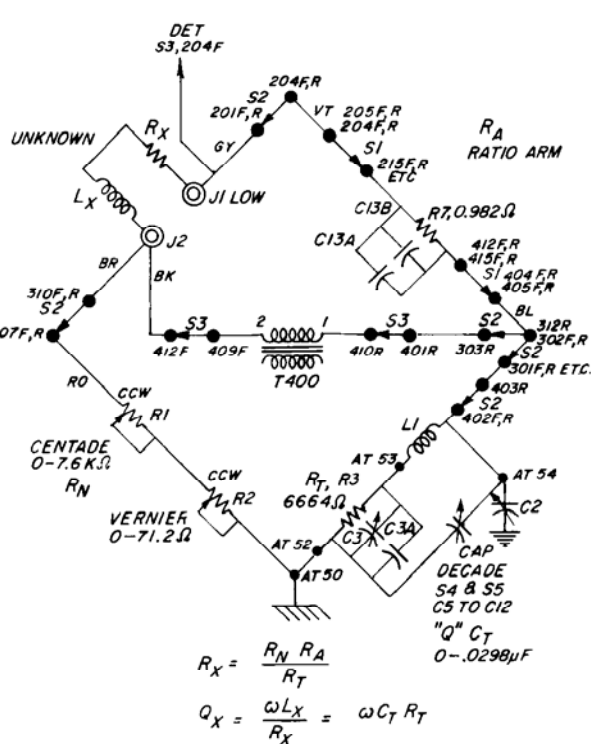 DET
S3,204F
204F,R
S2
201F,R
VT
205F,R
204F,R
RX
GY
S1
RA
RATIO ARM
UNKNOWN
215F,R
ETC
J1 LOW
LX
C13B
R7,0.982Ω
C13A
J2
412F,R
415F,R
S1
404F,R
405F,R
BR
BK
310F,R
S2
BL
07F,R
S3
2
1
S3
S2
312R
302F,R
412F
409F
410R
401R
303R
S2
301F,R ETC.
T400
403R
RO
S2
402F,R
CCW
R1
L1
CENTADE
0-7.6KΩ
RN
AT 53
AT 54
CCW
R2
RT, R3
6664Ω
C2
VERNIER
0-71.2Ω
C3
C3A
AT 52
AT 50
CAP
DECADE
S4 & S5
C5 TO C12
"Q" CT
0-.0298µF
RX = RN RA / RT
QX = ωLX / RX = ωCT RT